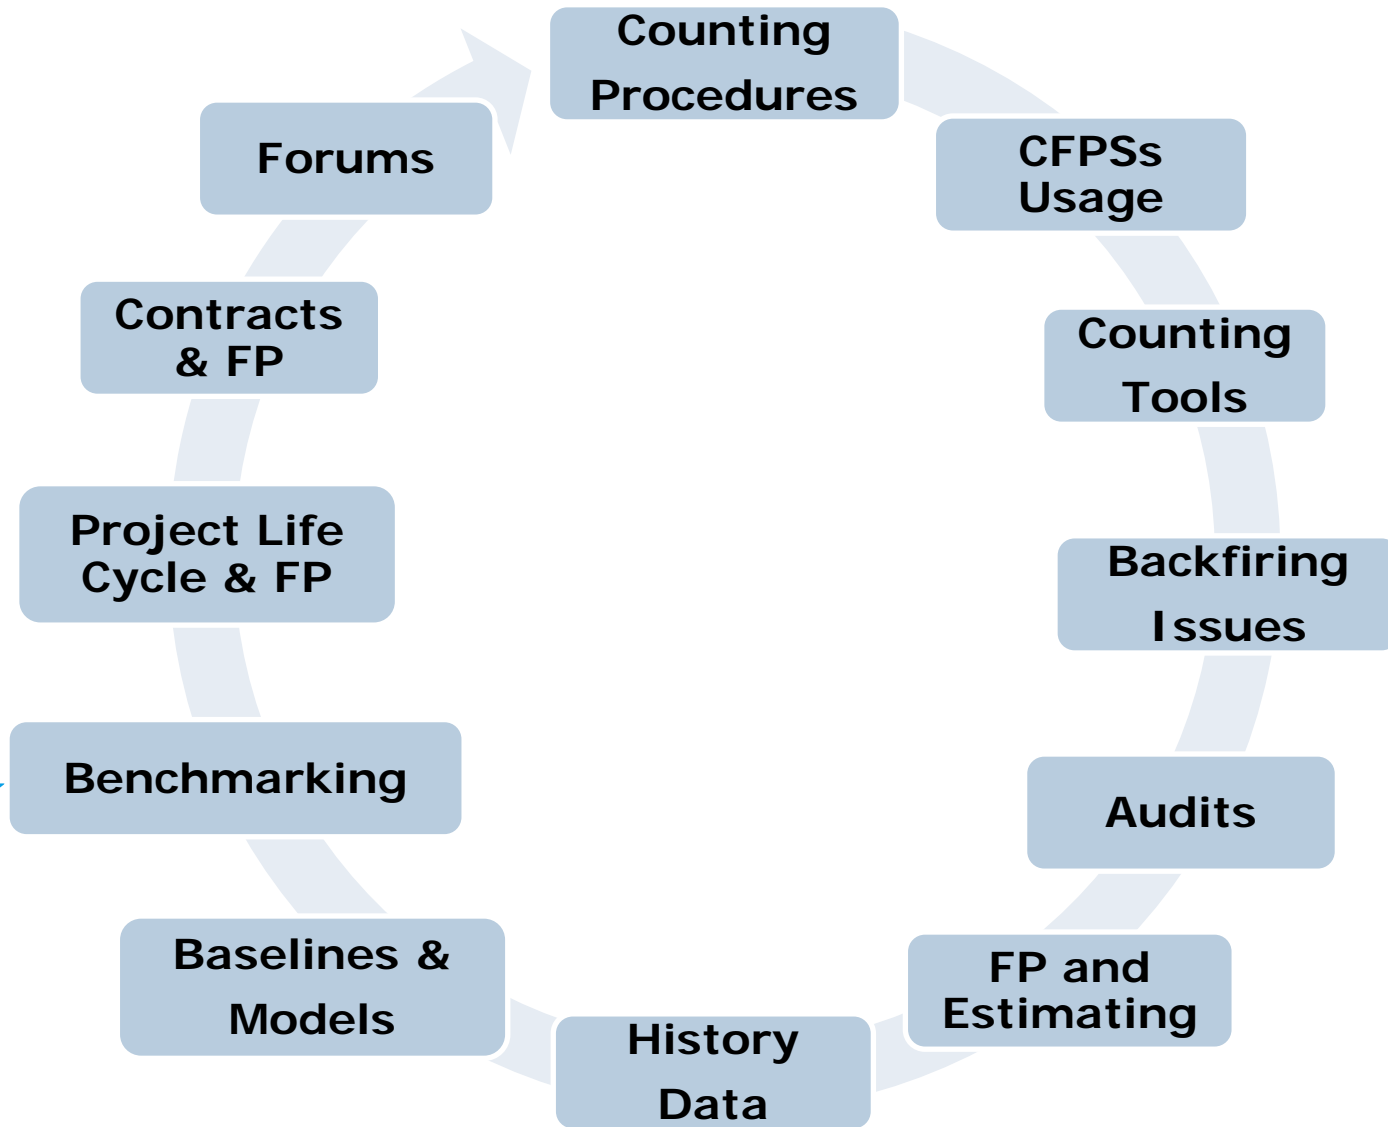 Counting
Procedures
CFPSs
Usage
Counting
Tools
Backfiring
Issues
Audits
FP and
Estimating
History
Data
Baselines &
Models
Benchmarking
Project Life
Cycle & FP
Contracts
& FP
Forums